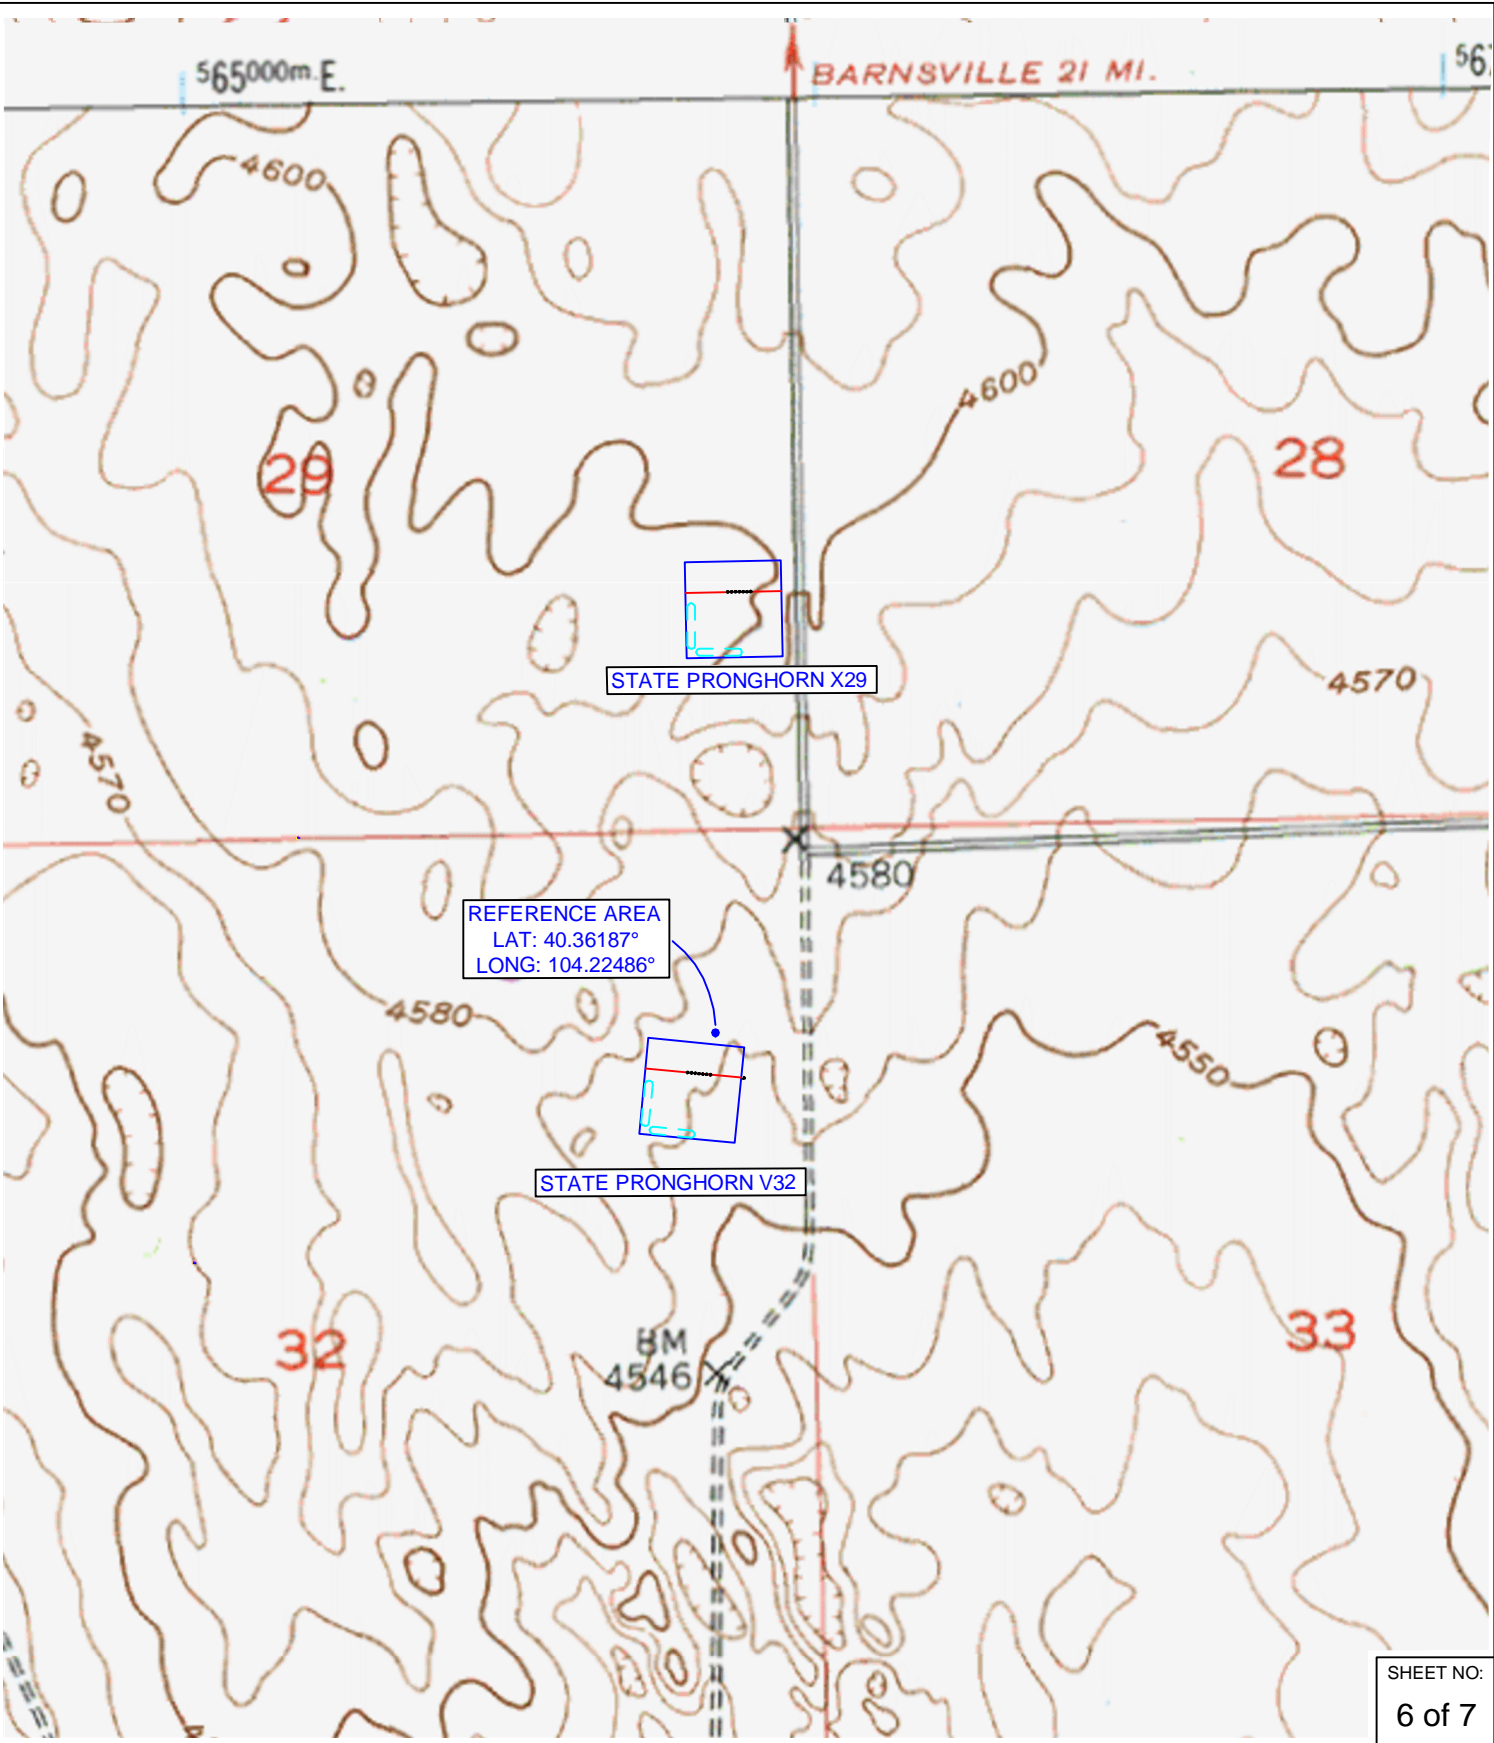 565000m.E.
BARNSVILLE 21 MI.
4600
4600
29
28
STATE PRONGHORN X29
4570
4570
4580
REFERENCE AREA
LAT: 40.36187°
LONG: 104.22486°
4580
4550
STATE PRONGHORN V32
32
BM
4546
33
SHEET NO:
6 of 7